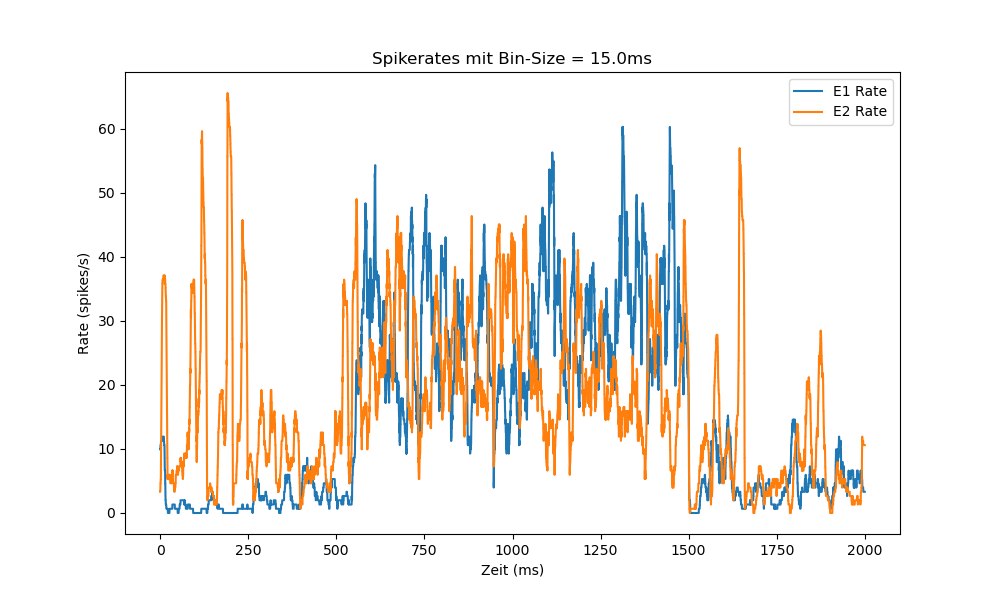 Spikerates mit Bin-Size = 15.0ms
E1 Rate
E2 Rate
Rate (spikes/s)
60
50
40
30
20
10
0
0 250 500 750 1000 1250 1500 1750 2000
Zeit (ms)